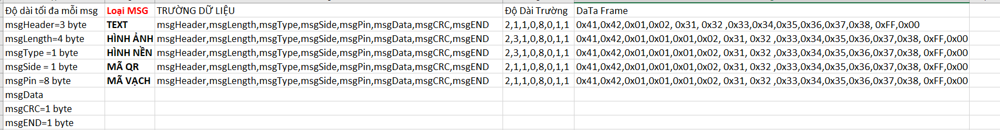 Độ dài tối đa mỗi msg Loại MSG TRƯỜNG DỮ LIỆU Độ Dài Trường DaTa Frame
msgHeader=3 byte TEXT msgHeader,msgLength,msgType,msgSide,msgPin,msgData,msgCRC,msgEND 2,1,1,0,8,0,1,1 0x41,0x42,0x01,0x02, 0x31, 0x32 ,0x33,0x34,0x35,0x36,0x37,0x38, 0xFF,0x00
msgLength=4 byte HÌNH ẢNH msgHeader,msgLength,msgType,msgSide,msgPin,msgData,msgCRC,msgEND 2,3,1,0,8,0,1,1 0x41,0x42,0x01,0x01,0x01,0x02, 0x31, 0x32 ,0x33,0x34,0x35,0x36,0x37,0x38, 0xFF,0x00
msgType =1 byte HÌNH NỀN msgHeader,msgLength,msgType,msgSide,msgPin,msgData,msgCRC,msgEND 2,3,1,0,8,0,1,1 0x41,0x42,0x01,0x01,0x01,0x02, 0x31, 0x32 ,0x33,0x34,0x35,0x36,0x37,0x38, 0xFF,0x00
msgSide = 1 byte MÃ QR msgHeader,msgLength,msgType,msgSide,msgPin,msgData,msgCRC,msgEND 2,1,1,0,8,0,1,1 0x41,0x42,0x01,0x01,0x01,0x02, 0x31, 0x32 ,0x33,0x34,0x35,0x36,0x37,0x38, 0xFF,0x00
msgPin =8 byte MÃ VẠCH msgHeader,msgLength,msgType,msgSide,msgPin,msgData,msgCRC,msgEND 2,1,1,0,8,0,1,1 0x41,0x42,0x01,0x01,0x01,0x02, 0x31, 0x32 ,0x33,0x34,0x35,0x36,0x37,0x38, 0xFF,0x00
msgData
msgCRC=1 byte
msgEND=1 byte